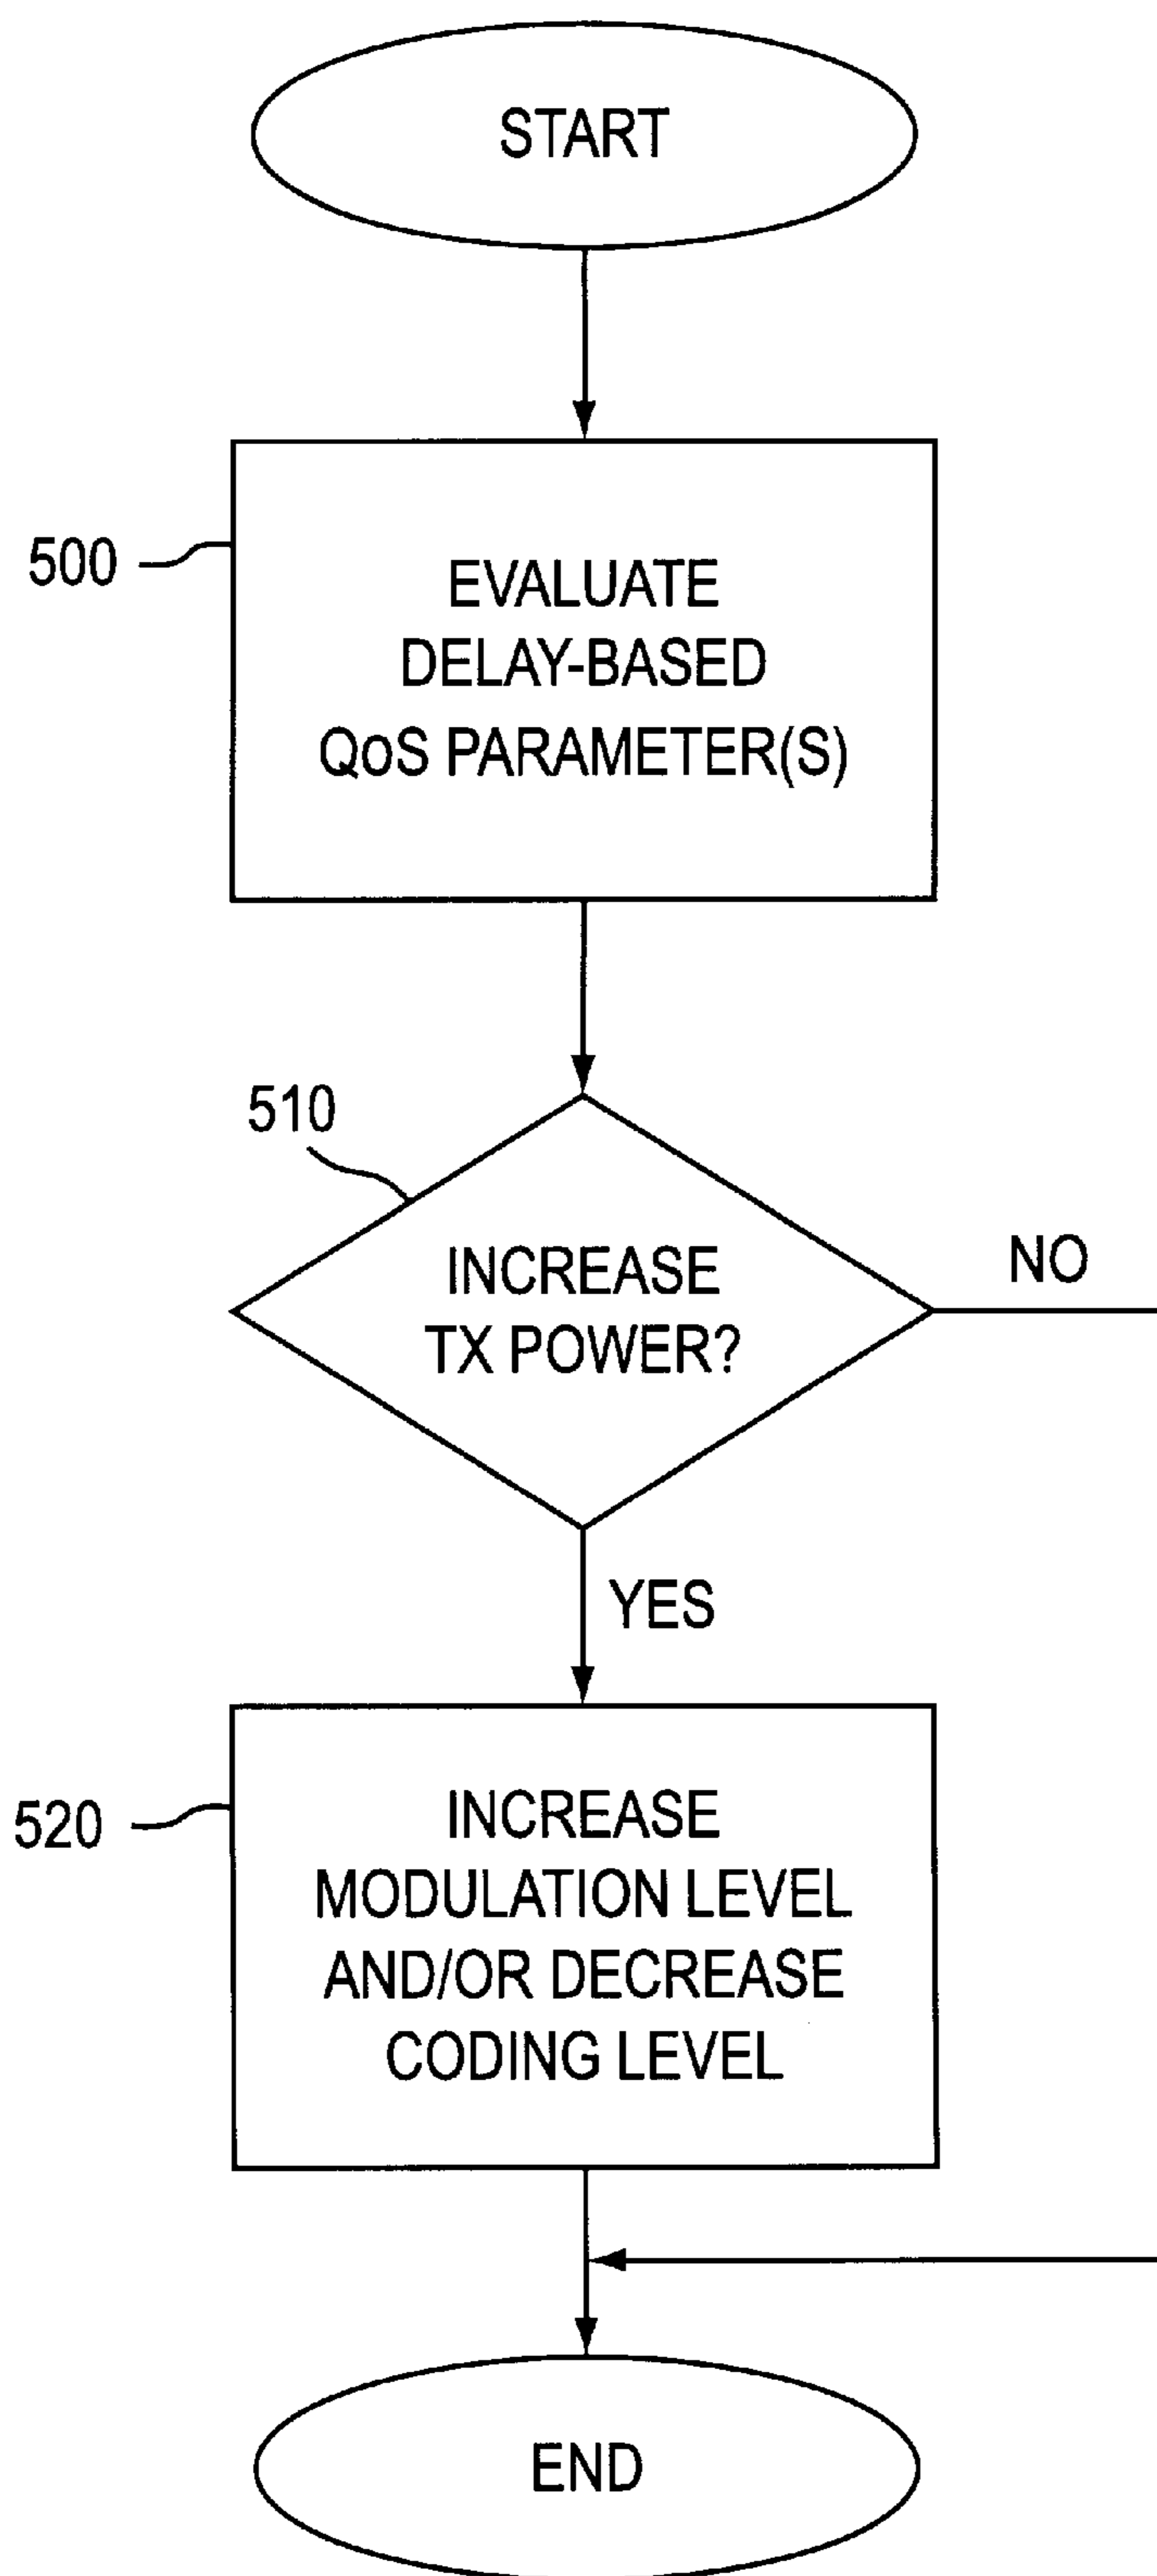 START
500
EVALUATE
DELAY-BASED
QoS PARAMETER(S)
510
INCREASE
TX POWER?
NO
YES
520
INCREASE
MODULATION LEVEL
AND/OR DECREASE
CODING LEVEL
END